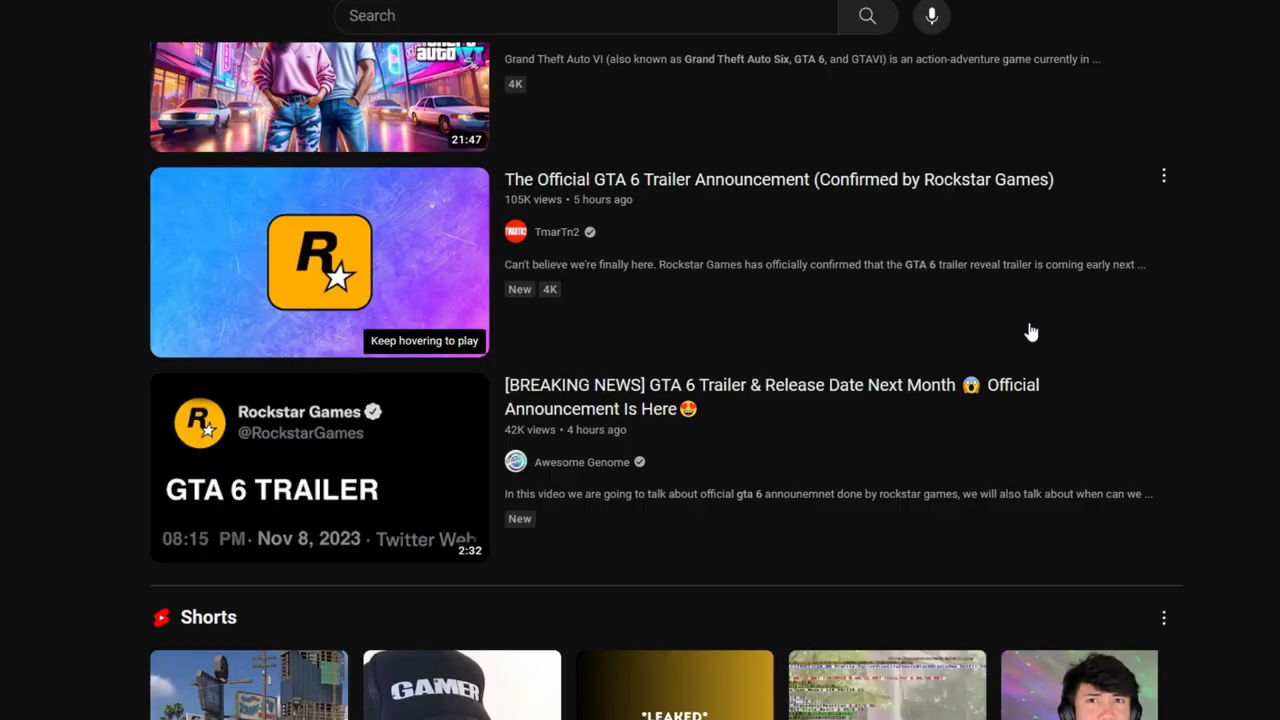 Search
auto VI
21:47
Grand Theft Auto VI (also known as Grand Theft Auto Six, GTA 6, and GTAVI) is an action-adventure game currently in ...
4K
R
Keep hovering to play
The Official GTA 6 Trailer Announcement (Confirmed by Rockstar Games)
105K views • 5 hours ago
TMARTN2 TmarTn2
Can't believe we're finally here. Rockstar Games has officially confirmed that the GTA 6 trailer reveal trailer is coming early next ...
New 4K
R Rockstar Games
@RockstarGames
GTA 6 TRAILER
08:15 PM· Nov 8, 2023 · Twitter Web
2:32
[BREAKING NEWS] GTA 6 Trailer & Release Date Next Month 😱 Official
Announcement Is Here😍
42K views • 4 hours ago
Awesome Genome
In this video we are going to talk about official gta 6 announemnet done by rockstar games, we will also talk about when can we ...
New
Shorts
GAMER
*LEAKED*